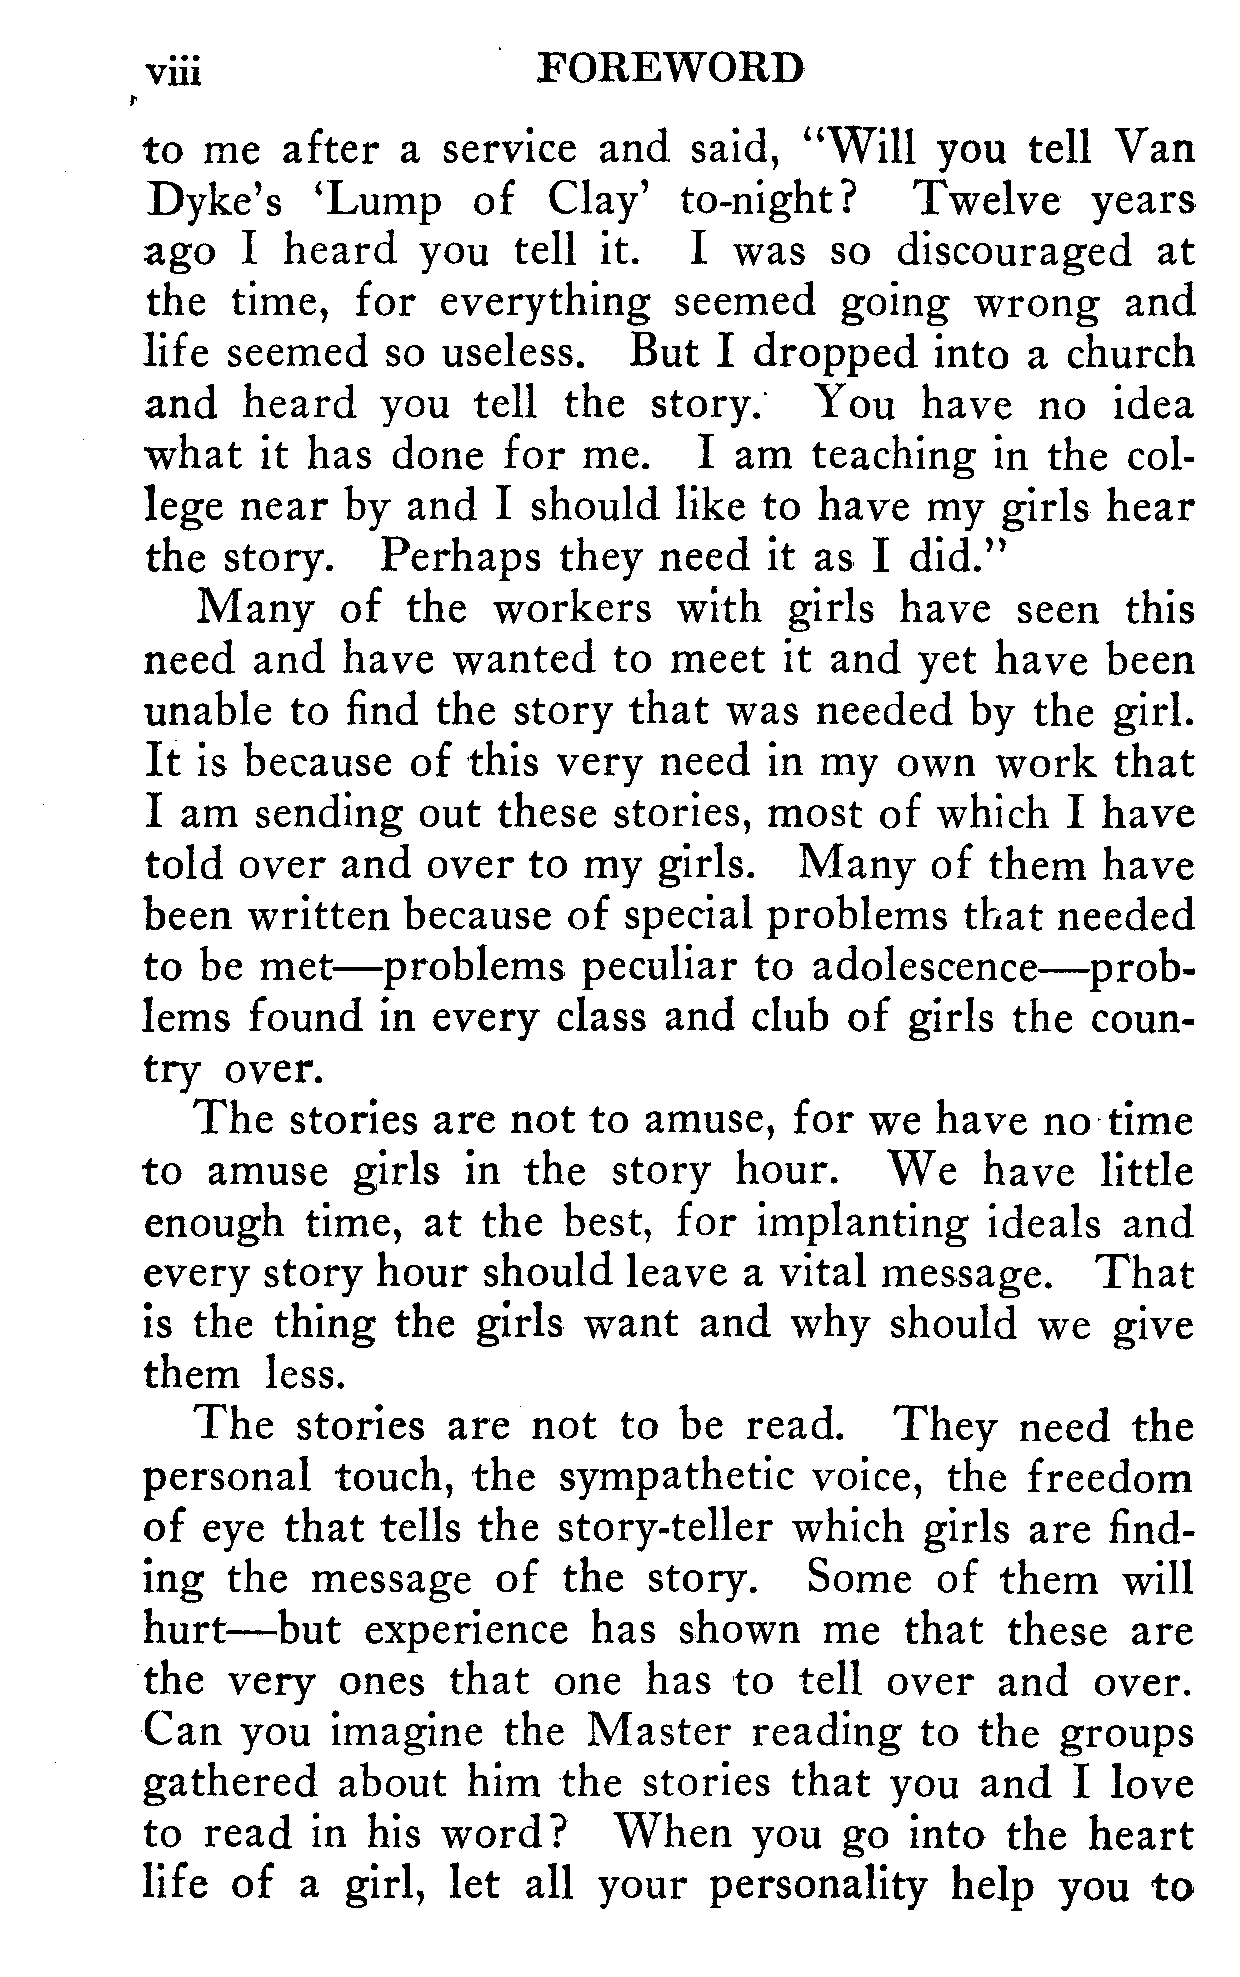 viii FOREWORD
to me after a service and said, "Will you tell Van
Dyke's 'Lump of Clay' to-night? Twelve years
ago I heard you tell it. I was so discouraged at
the time, for everything seemed going wrong and
life seemed so useless. But I dropped into a church
and heard you tell the story. You have no idea
what it has done for me. I am teaching in the col-
lege near by and I should like to have my girls hear
the story. Perhaps they need it as I did."
Many of the workers with girls have seen this
need and have wanted to meet it and yet have been
unable to find the story that was needed by the girl.
It is because of this very need in my own work that
I am sending out these stories, most of which I have
told over and over to my girls. Many of them have
been written because of special problems that needed
to be met—problems peculiar to adolescence—prob-
lems found in every class and club of girls the coun-
try over.
The stories are not to amuse, for we have no time
to amuse girls in the story hour. We have little
enough time, at the best, for implanting ideals and
every story hour should leave a vital message. That
is the thing the girls want and why should we give
them less.
The stories are not to be read. They need the
personal touch, the sympathetic voice, the freedom
of eye that tells the story-teller which girls are find-
ing the message of the story. Some of them will
hurt—but experience has shown me that these are
the very ones that one has to tell over and over.
Can you imagine the Master reading to the groups
gathered about him the stories that you and I love
to read in his word? When you go into the heart
life of a girl, let all your personality help you to